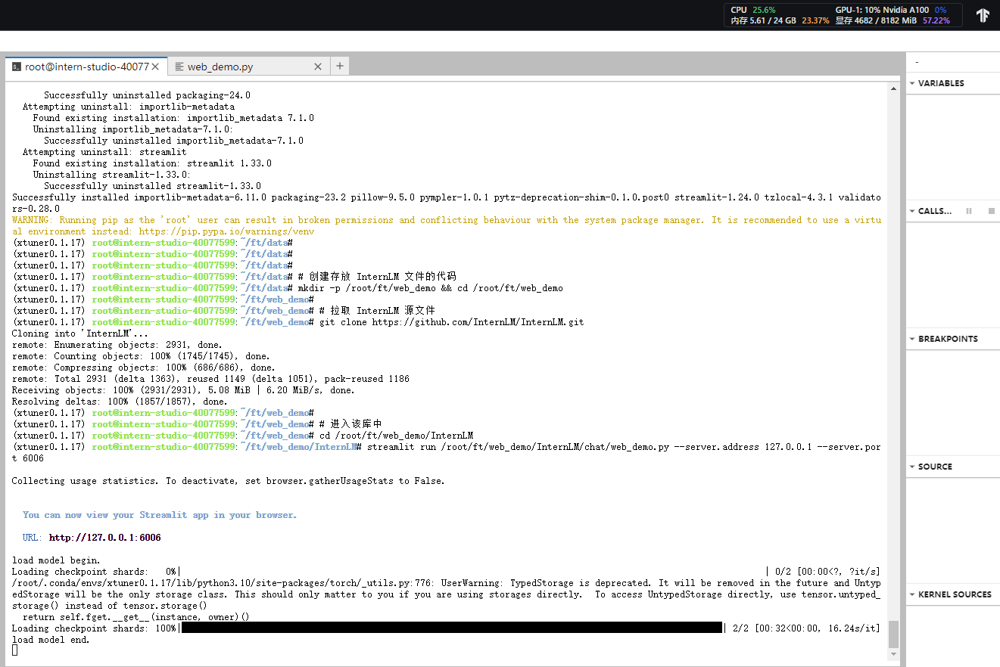 CPU 25.6% GPU-1: 10% Nvidia A100 0%
内存 5.61 / 24 GB 23.37% 显存 4682 / 8182 MiB 57.22%
root@intern-studio-40077
web_demo.py
-
VARIABLES
CALLS...
BREAKPOINTS
SOURCE
KERNEL SOURCES
Successfully uninstalled packaging-24.0
Attempting uninstall: importlib-metadata
Found existing installation: importlib_metadata 7.1.0
Uninstalling importlib_metadata-7.1.0:
Successfully uninstalled importlib_metadata-7.1.0
Attempting uninstall: streamlit
Found existing installation: streamlit 1.33.0
Uninstalling streamlit-1.33.0:
Successfully uninstalled streamlit-1.33.0
Successfully installed importlib-metadata-6.11.0 packaging-23.2 pillow-9.5.0 pympler-1.0.1 pytz-deprecation-shim-0.1.0.post0 streamlit-1.24.0 tzlocal-4.3.1 validato
rs-0.28.0
WARNING: Running pip as the 'root' user can result in broken permissions and conflicting behaviour with the system package manager. It is recommended to use a virtu
al environment instead: https://pip.pypa.io/warnings/venv
(xtuner0.1.17) root@intern-studio-40077599:~/ft/data#
(xtuner0.1.17) root@intern-studio-40077599:~/ft/data#
(xtuner0.1.17) root@intern-studio-40077599:~/ft/data#
(xtuner0.1.17) root@intern-studio-40077599:~/ft/data# # 创建存放 InternLM 文件的代码
(xtuner0.1.17) root@intern-studio-40077599:~/ft/data# mkdir -p /root/ft/web_demo && cd /root/ft/web_demo
(xtuner0.1.17) root@intern-studio-40077599:~/ft/web_demo#
(xtuner0.1.17) root@intern-studio-40077599:~/ft/web_demo# # 拉取 InternLM 源文件
(xtuner0.1.17) root@intern-studio-40077599:~/ft/web_demo# git clone https://github.com/InternLM/InternLM.git
Cloning into 'InternLM'...
remote: Enumerating objects: 2931, done.
remote: Counting objects: 100% (1745/1745), done.
remote: Compressing objects: 100% (686/686), done.
remote: Total 2931 (delta 1363), reused 1149 (delta 1051), pack-reused 1186
Receiving objects: 100% (2931/2931), 5.08 MiB | 6.20 MiB/s, done.
Resolving deltas: 100% (1857/1857), done.
(xtuner0.1.17) root@intern-studio-40077599:~/ft/web_demo#
(xtuner0.1.17) root@intern-studio-40077599:~/ft/web_demo# # 进入该库中
(xtuner0.1.17) root@intern-studio-40077599:~/ft/web_demo# cd /root/ft/web_demo/InternLM
(xtuner0.1.17) root@intern-studio-40077599:~/ft/web_demo/InternLM# streamlit run /root/ft/web_demo/InternLM/chat/web_demo.py --server.address 127.0.0.1 --server.por
t 6006
Collecting usage statistics. To deactivate, set browser.gatherUsageStats to False.
You can now view your Streamlit app in your browser.
URL: http://127.0.0.1:6006
load model begin.
Loading checkpoint shards: 0%| | 0/2 [00:00<?, ?it/s]
/root/.conda/envs/xtuner0.1.17/lib/python3.10/site-packages/torch/_utils.py:776: UserWarning: TypedStorage is deprecated. It will be removed in the future and Untyp
edStorage will be the only storage class. This should only matter to you if you are using storages directly. To access UntypedStorage directly, use tensor.untyped_
storage() instead of tensor.storage()
return self.fget.__get__(instance, owner)()
Loading checkpoint shards: 100%| | 2/2 [00:32<00:00, 16.24s/it]
load model end.